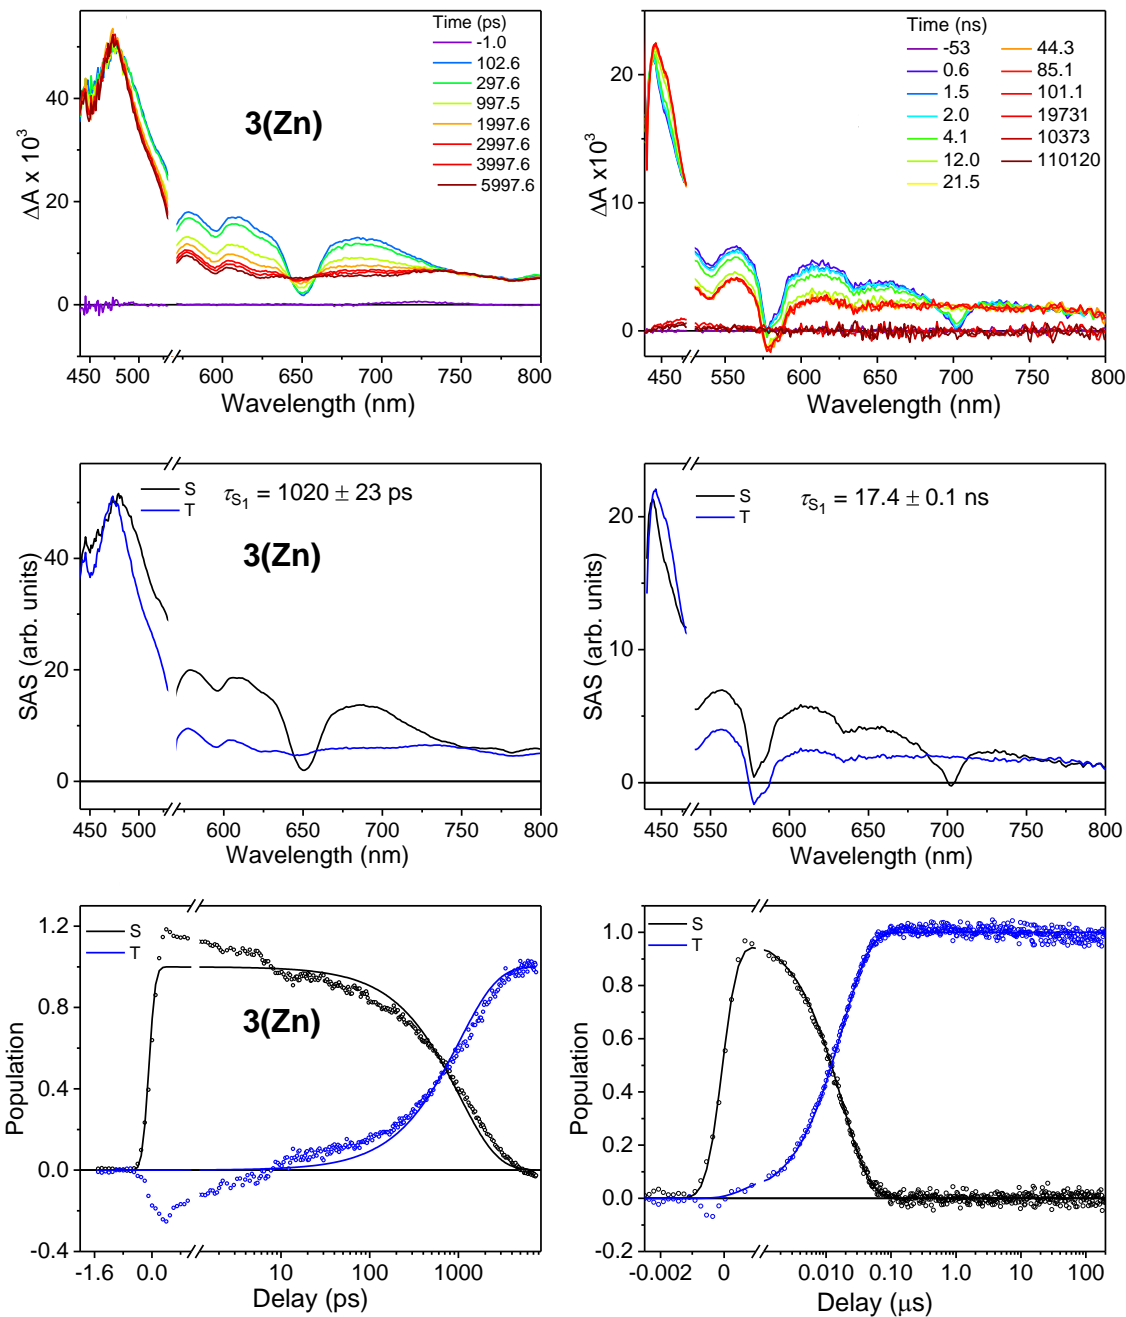 Time (ps)
-1.0
102.6
297.6
997.5
1997.6
2997.6
3997.6
5997.6
3(Zn)
ΔA x 10³
40
20
0
450 500 600 650 700 750 800
Wavelength (nm)
Time (ns)
-53
0.6
1.5
2.0
4.1
12.0
21.5
44.3
85.1
101.1
19731
10373
110120
ΔA x 10³
20
10
0
450 550 600 650 700 750 800
Wavelength (nm)
S
T
τS₁ = 1020 ± 23 ps
3(Zn)
SAS (arb. units)
40
20
0
450 500 600 650 700 750 800
Wavelength (nm)
S
T
τS₁ = 17.4 ± 0.1 ns
SAS (arb. units)
20
10
0
450 550 600 650 700 750 800
Wavelength (nm)
S
T
3(Zn)
Population
1.2
0.8
0.4
0.0
-0.4
-1.6 0.0 10 100 1000
Delay (ps)
S
T
Population
1.0
0.8
0.6
0.4
0.2
0.0
-0.2
-0.002 0 0.010 0.10 1 10 100
Delay (μs)